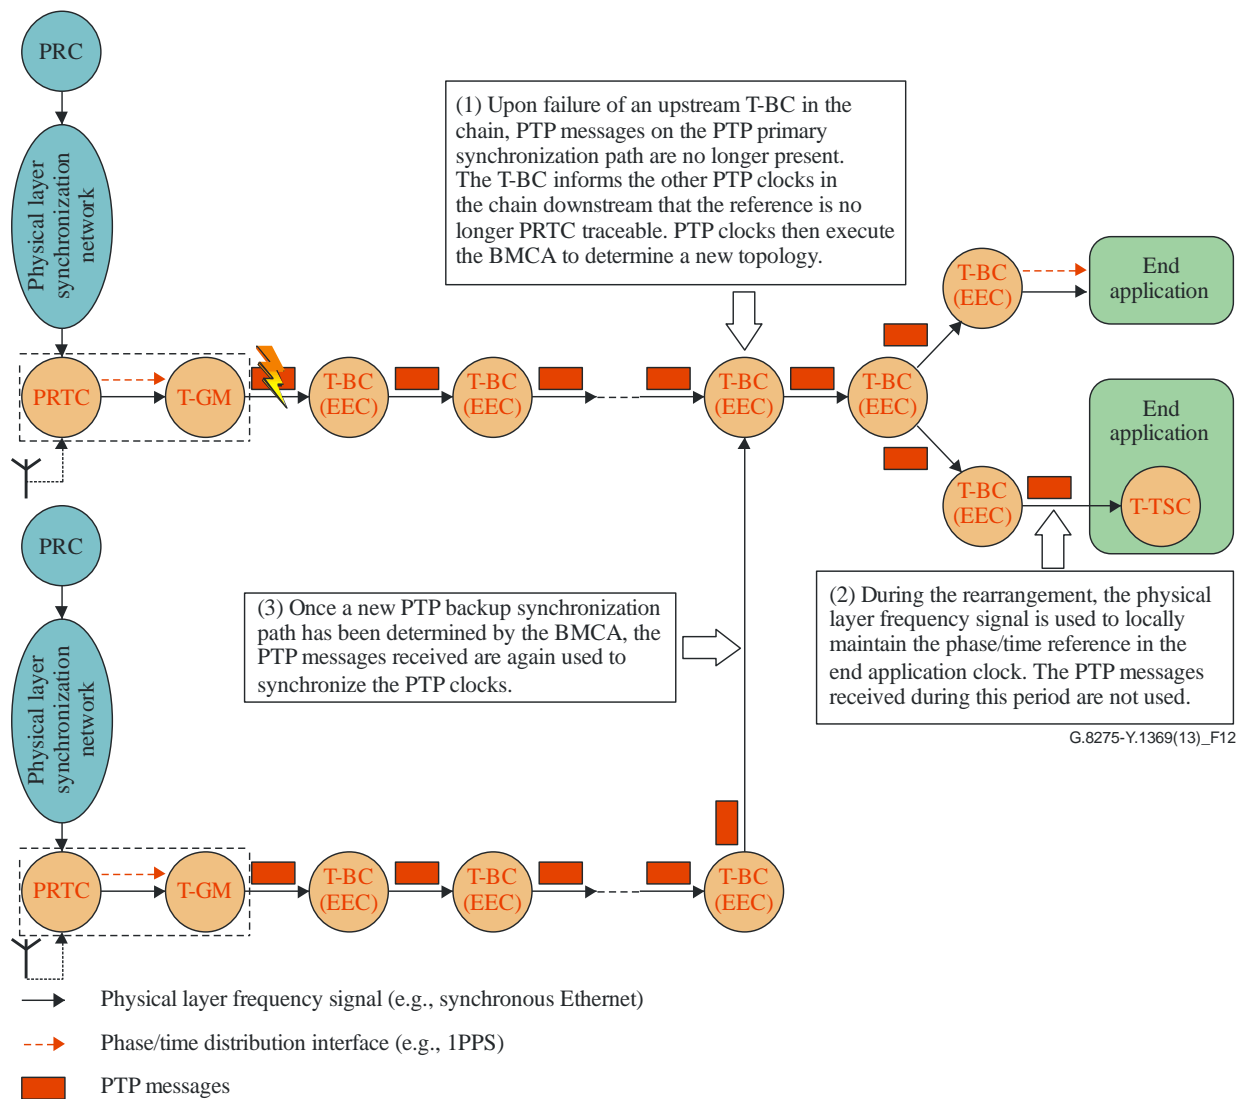 PRC
Physical layer
synchronization
network
(1) Upon failure of an upstream T-BC in the
chain, PTP messages on the PTP primary
synchronization path are no longer present.
The T-BC informs the other PTP clocks in
the chain downstream that the reference is no
longer PRTC traceable. PTP clocks then execute
the BMCA to determine a new topology.
T-BC
(EEC)
End
application
PRTC
T-GM
T-BC
(EEC)
T-BC
(EEC)
T-BC
(EEC)
T-BC
(EEC)
End
application
T-BC
(EEC)
T-TSC
PRC
Physical layer
synchronization
network
(3) Once a new PTP backup synchronization
path has been determined by the BMCA, the
PTP messages received are again used to
synchronize the PTP clocks.
(2) During the rearrangement, the physical
layer frequency signal is used to locally
maintain the phase/time reference in the
end application clock. The PTP messages
received during this period are not used.
G.8275-Y.1369(13)_F12
PRTC
T-GM
T-BC
(EEC)
T-BC
(EEC)
T-BC
(EEC)
Physical layer frequency signal (e.g., synchronous Ethernet)
Phase/time distribution interface (e.g., 1PPS)
PTP messages